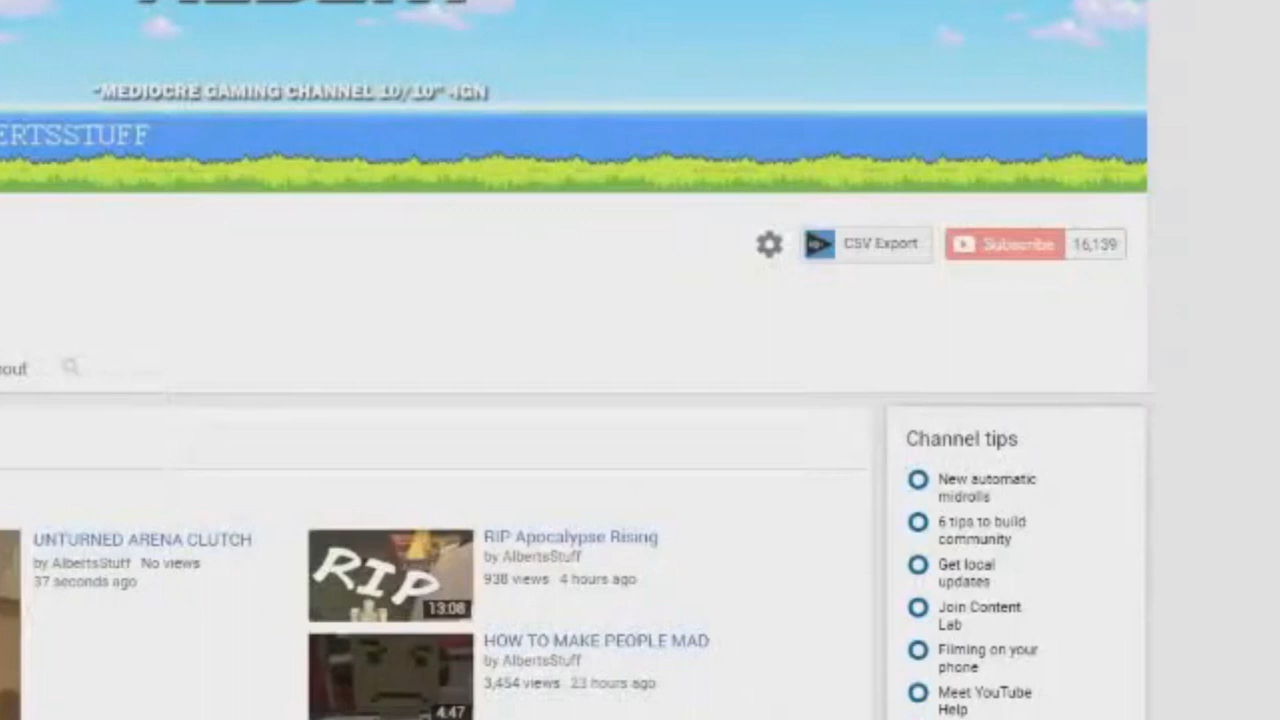 "MEDIOCRE GAMING CHANNEL 10/10" -IGN
ERTSSTUFF
CSV Export
Subscribe 16,139
out
Channel tips
New automatic
midrolls
6 tips to build
community
Get local
updates
Join Content
Lab
Filming on your
phone
Meet YouTube
Help
UNTURNED ARENA CLUTCH
by AlbertsStuff No views
37 seconds ago
RIP
13:08
RIP Apocalypse Rising
by AlbertsStuff
938 views 4 hours ago
4:47
HOW TO MAKE PEOPLE MAD
by AlbertsStuff
3,454 views 23 hours ago